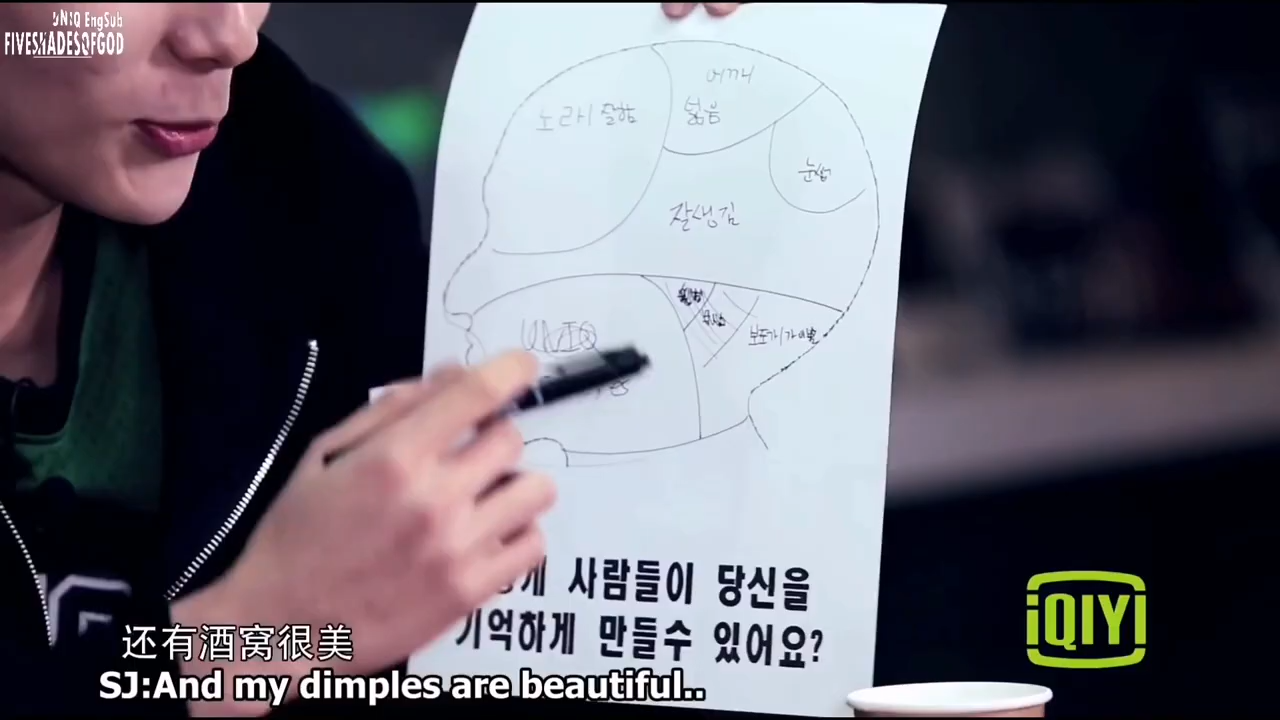 UNIQ EngSub
FIVESHADESOFGOD
어깨
넓음
노래 잘함
눈썹
잘생김
UNIQ
보조개가 예쁨
사람들이 당신을
기억하게 만들수 있어요?
iQIYI
还有酒窝很美
SJ:And my dimples are beautiful..